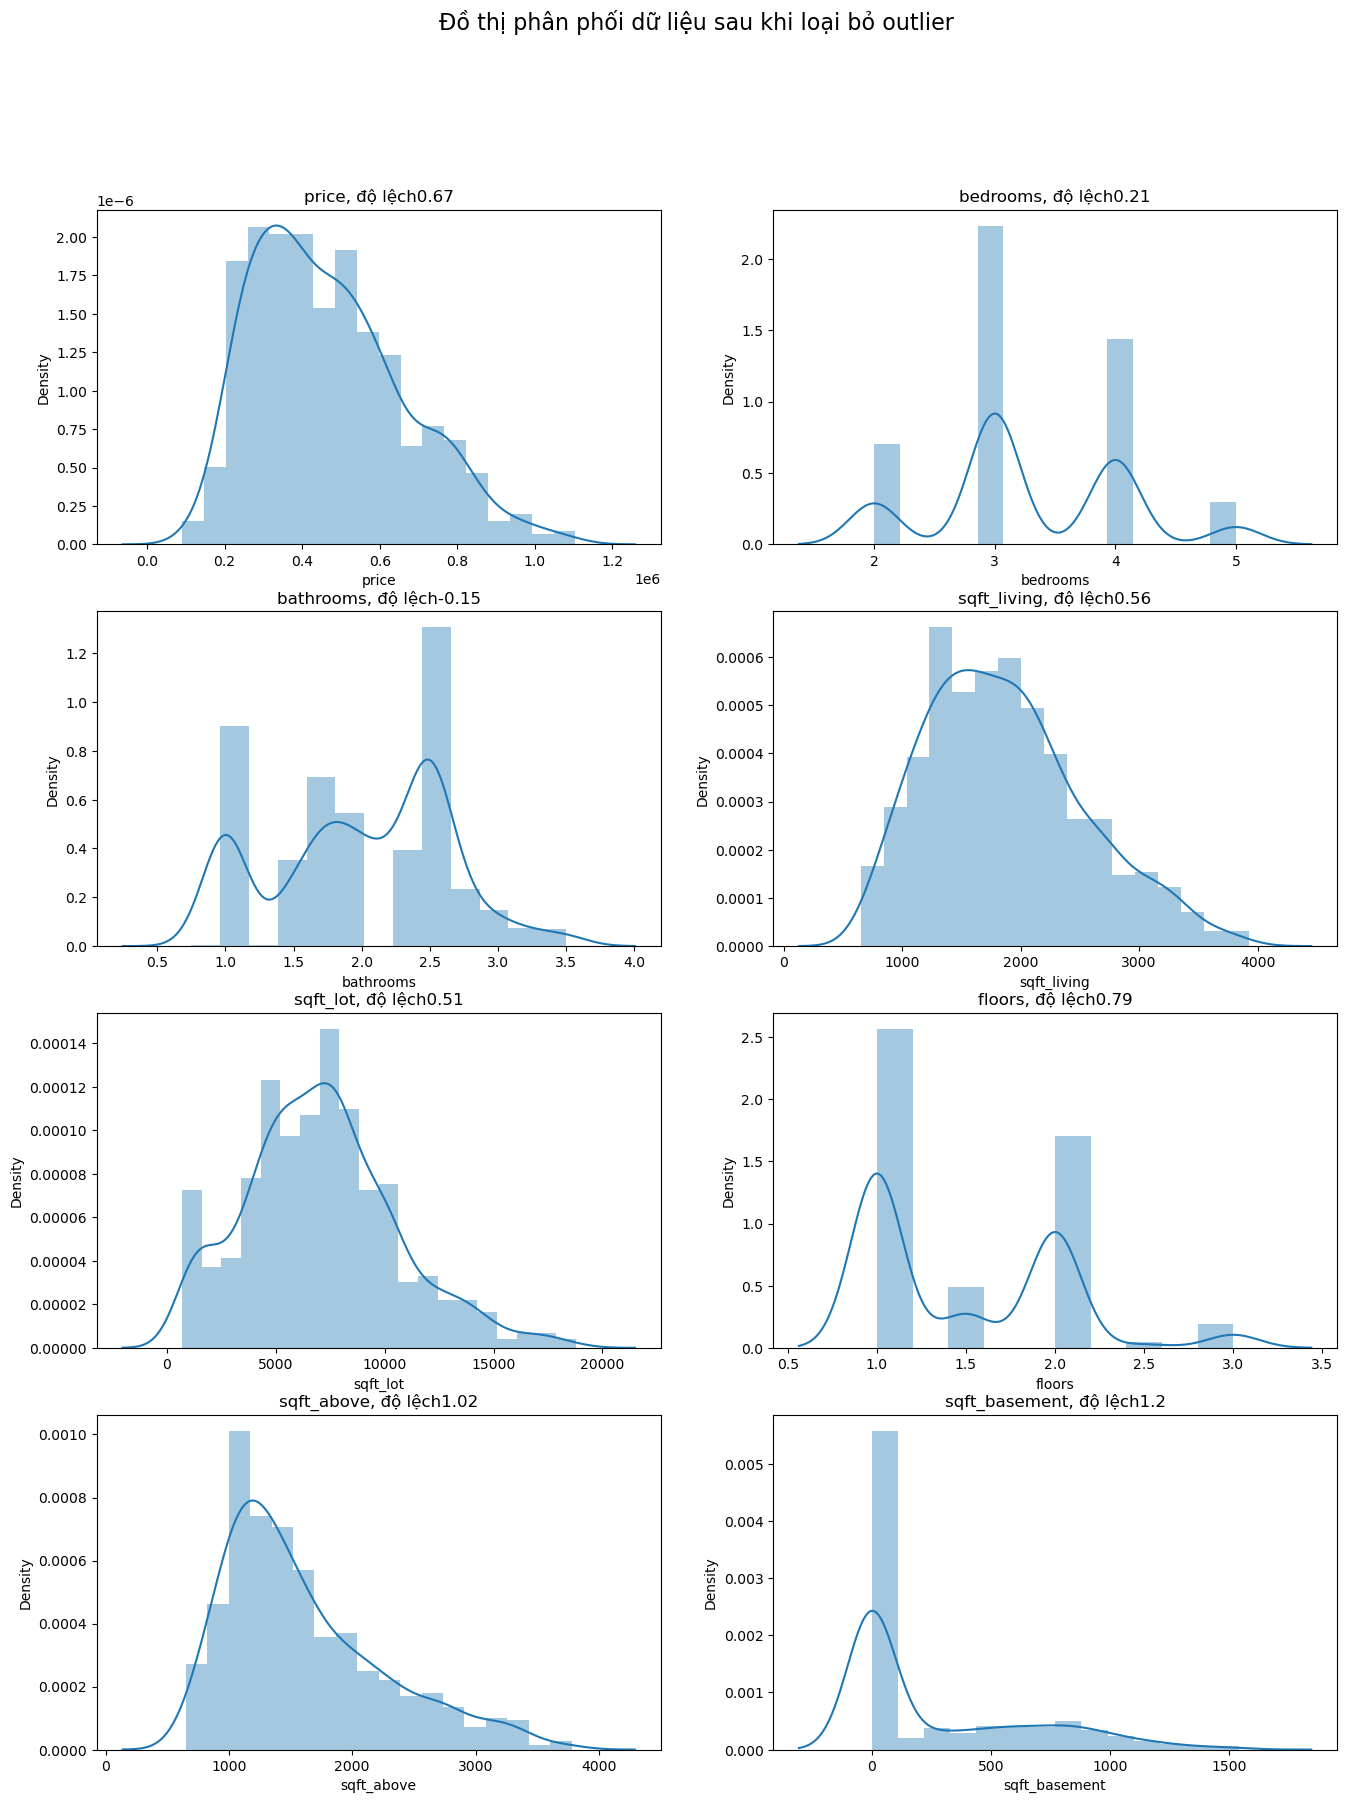 Đồ thị phân phối dữ liệu sau khi loại bỏ outlier
price, độ lệch0.67
1e−6
2.00
1.75
1.50
1.25
1.00
0.75
0.50
0.25
0.00
Density
0.0 0.2 0.4 0.6 0.8 1.0 1.2
1e6
price
bedrooms, độ lệch0.21
2.0
1.5
1.0
0.5
0.0
Density
2 3 4 5
bedrooms
bathrooms, độ lệch-0.15
1.2
1.0
0.8
0.6
0.4
0.2
0.0
Density
0.5 1.0 1.5 2.0 2.5 3.0 3.5 4.0
bathrooms
sqft_living, độ lệch0.56
0.0006
0.0005
0.0004
0.0003
0.0002
0.0001
0.0000
Density
0 1000 2000 3000 4000
sqft_living
sqft_lot, độ lệch0.51
0.00014
0.00012
0.00010
0.00008
0.00006
0.00004
0.00002
0.00000
Density
0 5000 10000 15000 20000
sqft_lot
floors, độ lệch0.79
2.5
2.0
1.5
1.0
0.5
0.0
Density
0.5 1.0 1.5 2.0 2.5 3.0 3.5
floors
sqft_above, độ lệch1.02
0.0010
0.0008
0.0006
0.0004
0.0002
0.0000
Density
0 1000 2000 3000 4000
sqft_above
sqft_basement, độ lệch1.2
0.005
0.004
0.003
0.002
0.001
0.000
Density
0 500 1000 1500
sqft_basement